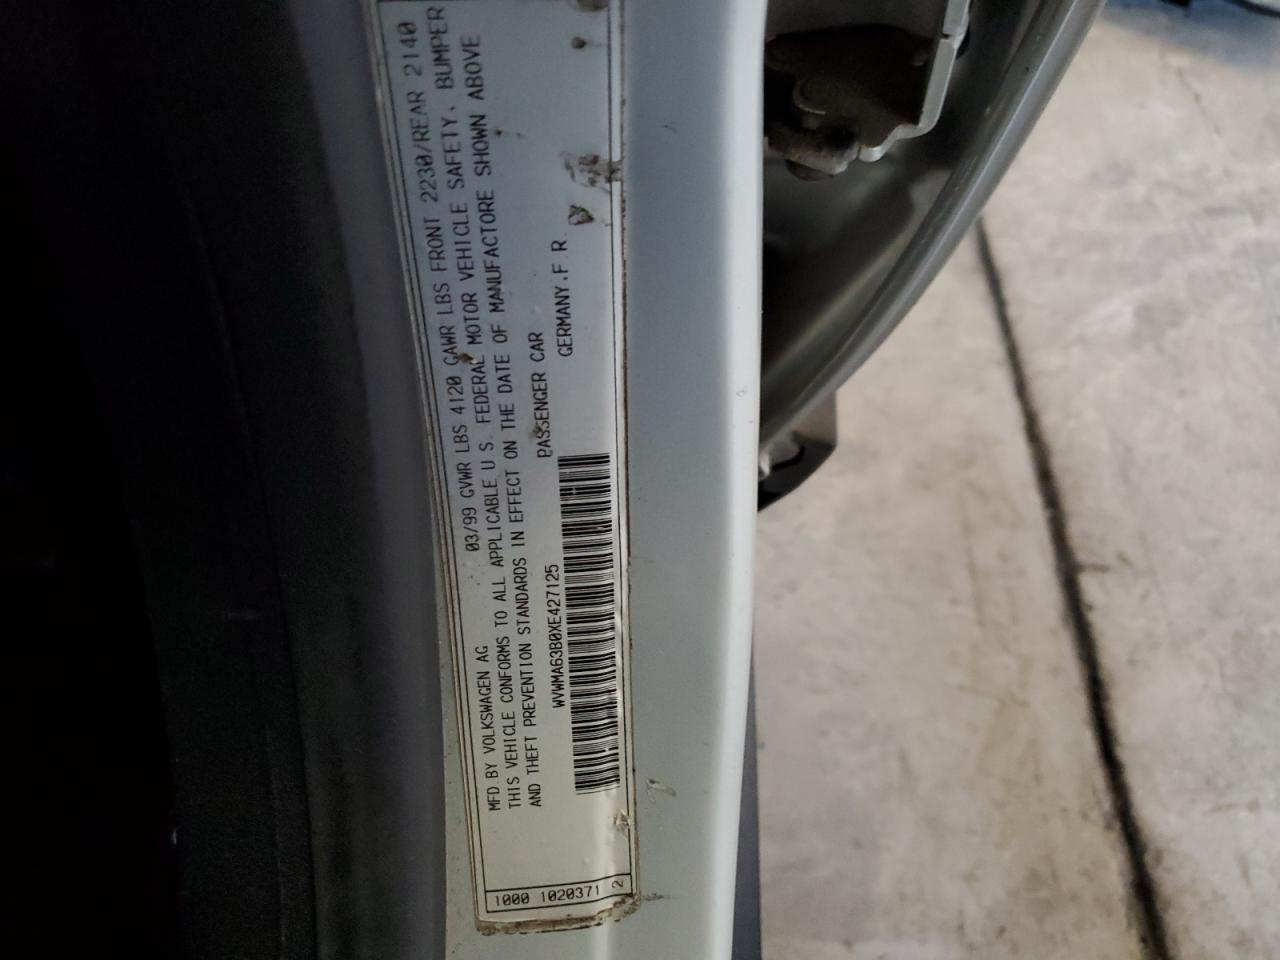 MFD BY VOLKSWAGEN AG 03/99 GVWR LBS 4120 GAWR LBS FRONT 2230/REAR 2140
THIS VEHICLE CONFORMS TO ALL APPLICABLE U.S. FEDERAL MOTOR VEHICLE SAFETY, BUMPER
AND THEFT PREVENTION STANDARDS IN EFFECT ON THE DATE OF MANUFACTORE SHOWN ABOVE
WVWMA63B0XE427125 PASSENGER CAR
GERMANY.F R
1000 1020371 2